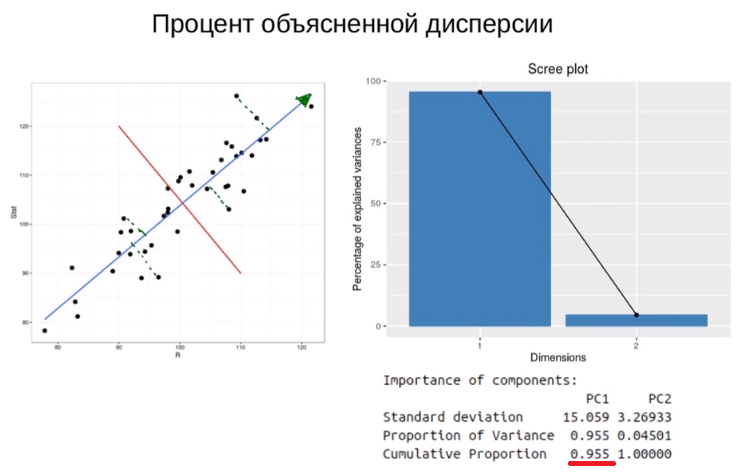 Процент объясненной дисперсии
Stat
120
110
100
90
80
80 90 100 110 120
R
Scree plot
Percentage of explained variances
100
75
50
25
0
1 2
Dimensions
Importance of components:
PC1 PC2
Standard deviation 15.059 3.26933
Proportion of Variance 0.955 0.04501
Cumulative Proportion 0.955 1.00000